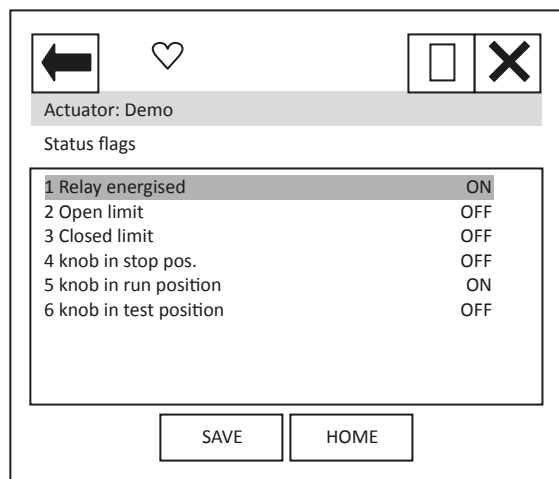 Actuator: Demo
Status flags
1 Relay energised ON
2 Open limit OFF
3 Closed limit OFF
4 knob in stop pos. OFF
5 knob in run position ON
6 knob in test position OFF
SAVE HOME